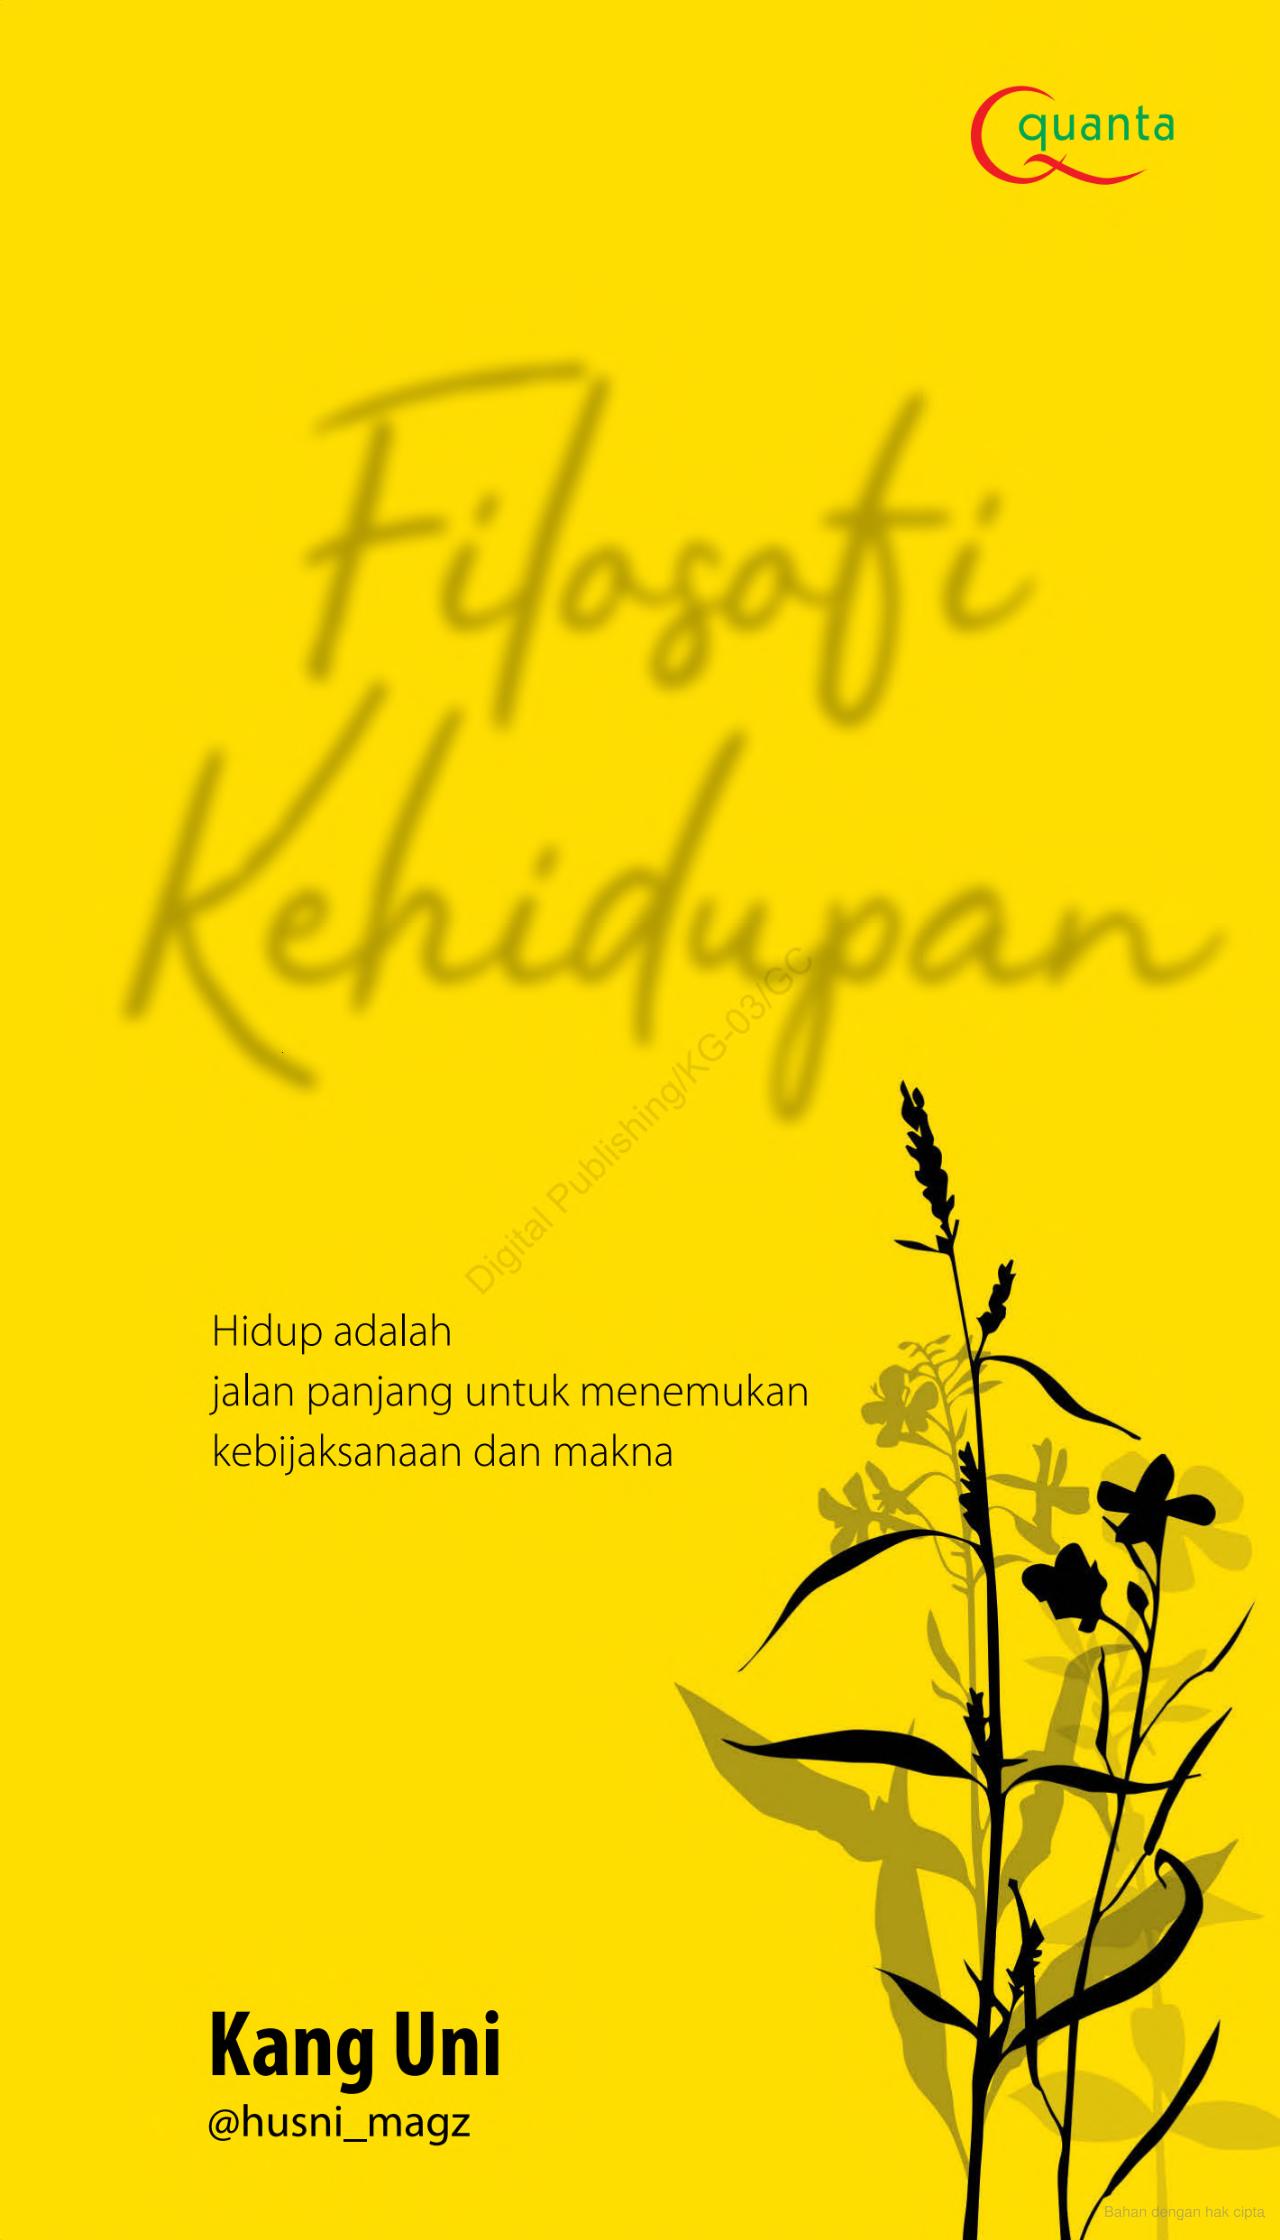 quanta
Filosofi
Kehidupan
Digital Publishing/KG-03/GC
Hidup adalah
jalan panjang untuk menemukan
kebijaksanaan dan makna
Kang Uni
@husni_magz
Bahan dengan hak cipta